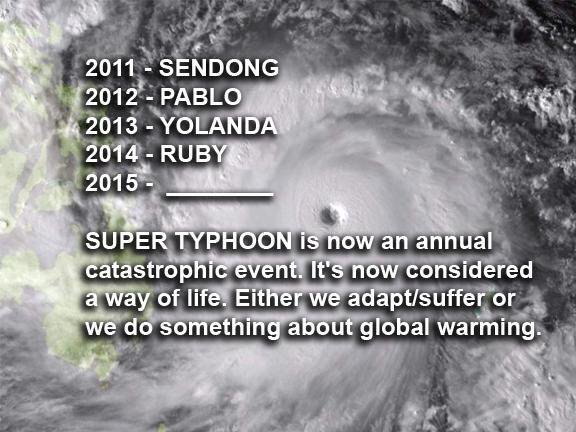 2011 - SENDONG
2012 - PABLO
2013 - YOLANDA
2014 - RUBY
2015 - ________
SUPER TYPHOON is now an annual
catastrophic event. It's now considered
a way of life. Either we adapt/suffer or
we do something about global warming.